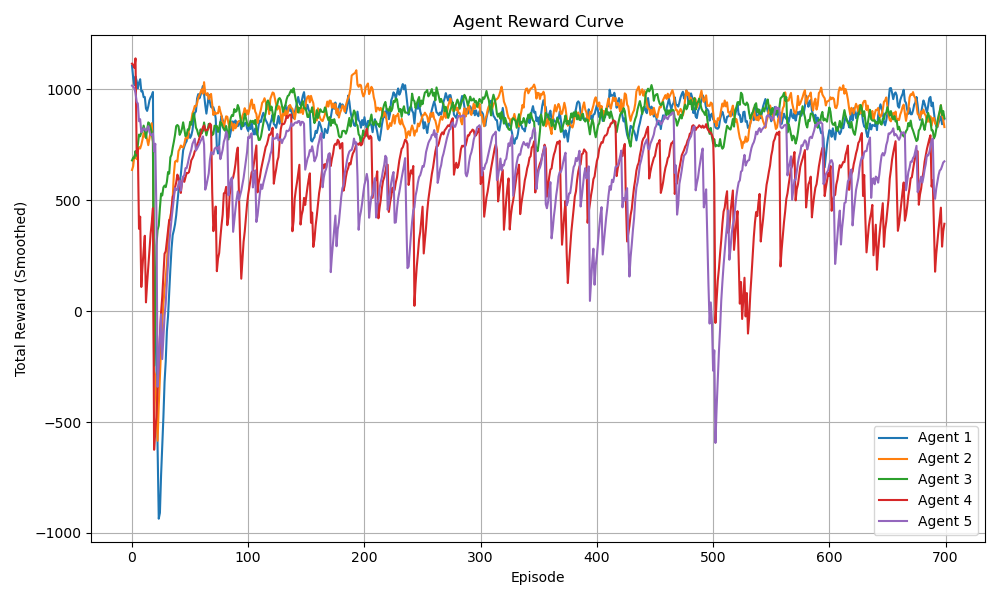 Agent Reward Curve
Total Reward (Smoothed)
1000
500
0
−500
−1000
0 100 200 300 400 500 600 700
Episode
Agent 1
Agent 2
Agent 3
Agent 4
Agent 5